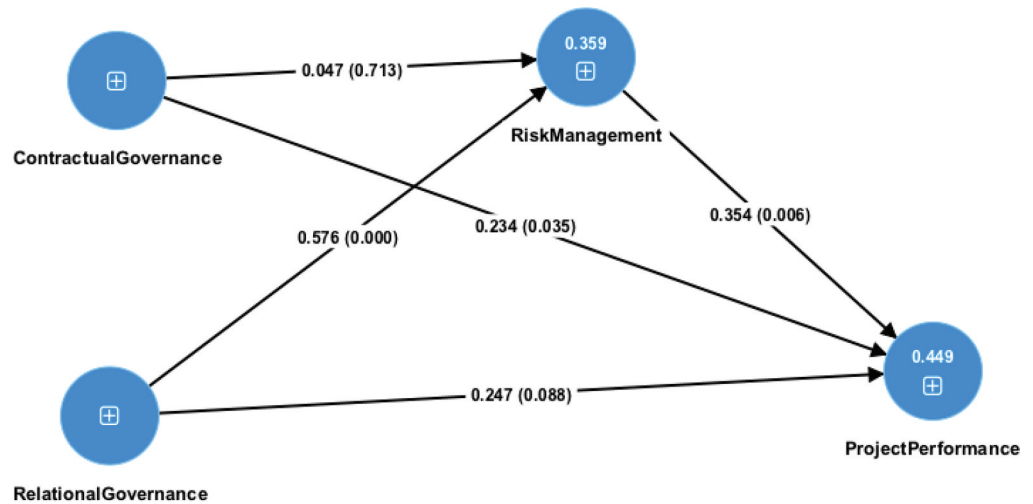 0.359
0.047 (0.713)
RiskManagement
ContractualGovernance
0.354 (0.006)
0.234 (0.035)
0.576 (0.000)
0.449
0.247 (0.088)
ProjectPerformance
RelationalGovernance